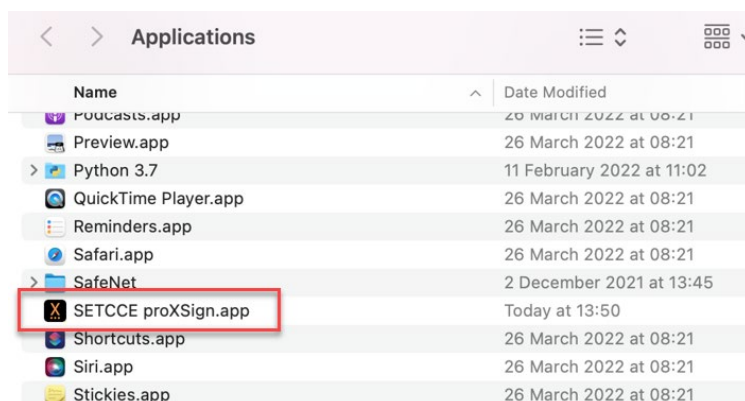 Applications
Name Date Modified
Podcasts.app 26 March 2022 at 08:21
Preview.app 26 March 2022 at 08:21
Python 3.7 11 February 2022 at 11:02
QuickTime Player.app 26 March 2022 at 08:21
Reminders.app 26 March 2022 at 08:21
Safari.app 26 March 2022 at 08:21
SafeNet 2 December 2021 at 13:45
SETCCE proXSign.app Today at 13:50
Shortcuts.app 26 March 2022 at 08:21
Siri.app 26 March 2022 at 08:21
Stickies.app 26 March 2022 at 08:21